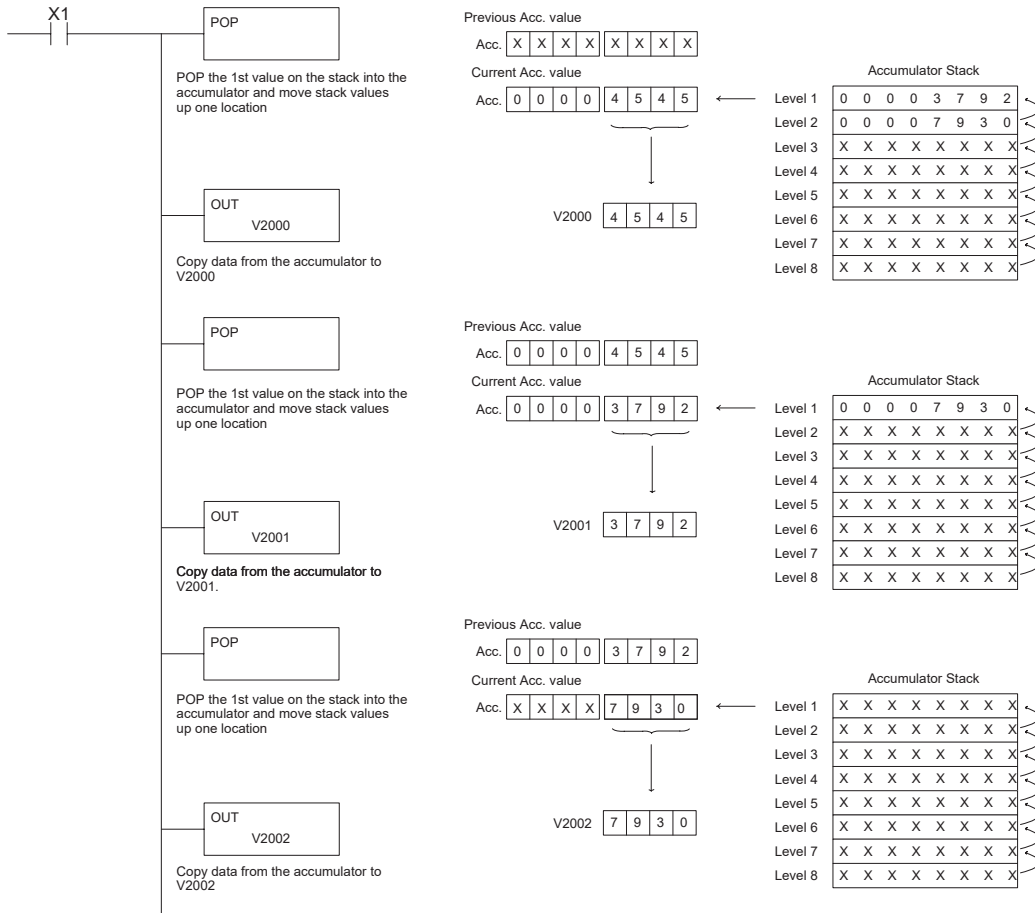 X1
POP
POP the 1st value on the stack into the
accumulator and move stack values
up one location
Previous Acc. value
Acc. X X X X X X X X
Current Acc. value
Acc. 0 0 0 0 4 5 4 5
V2000 4 5 4 5
Accumulator Stack
Level 1 0 0 0 0 3 7 9 2
Level 2 0 0 0 0 7 9 3 0
Level 3 X X X X X X X X
Level 4 X X X X X X X X
Level 5 X X X X X X X X
Level 6 X X X X X X X X
Level 7 X X X X X X X X
Level 8 X X X X X X X X
OUT
V2000
Copy data from the accumulator to
V2000
POP
POP the 1st value on the stack into the
accumulator and move stack values
up one location
Previous Acc. value
Acc. 0 0 0 0 4 5 4 5
Current Acc. value
Acc. 0 0 0 0 3 7 9 2
V2001 3 7 9 2
Accumulator Stack
Level 1 0 0 0 0 7 9 3 0
Level 2 X X X X X X X X
Level 3 X X X X X X X X
Level 4 X X X X X X X X
Level 5 X X X X X X X X
Level 6 X X X X X X X X
Level 7 X X X X X X X X
Level 8 X X X X X X X X
OUT
V2001
Copy data from the accumulator to
V2001.
POP
POP the 1st value on the stack into the
accumulator and move stack values
up one location
Previous Acc. value
Acc. 0 0 0 0 3 7 9 2
Current Acc. value
Acc. X X X X 7 9 3 0
V2002 7 9 3 0
Accumulator Stack
Level 1 X X X X X X X X
Level 2 X X X X X X X X
Level 3 X X X X X X X X
Level 4 X X X X X X X X
Level 5 X X X X X X X X
Level 6 X X X X X X X X
Level 7 X X X X X X X X
Level 8 X X X X X X X X
OUT
V2002
Copy data from the accumulator to
V2002